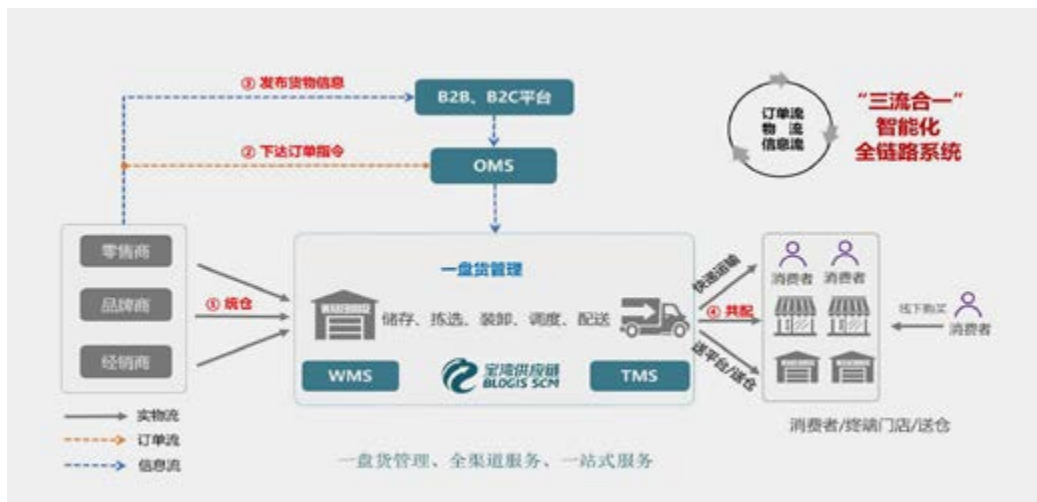 ③ 发布货物信息
B2B、B2C平台
② 下达订单指令
OMS
订单流
物 流
信息流
“三流合一”
智能化
全链路系统
零售商
品牌商
经销商
① 统仓
一盘货管理
WAREHOUSE
储存、拣选、装卸、调度、配送
WMS
宝湾供应链
BLOGIS SCM
TMS
快递运输
④ 共配
送平台/送仓
消费者 消费者
线下购买
消费者
消费者/终端门店/送仓
实物流
订单流
信息流
一盘货管理、全渠道服务、一站式服务